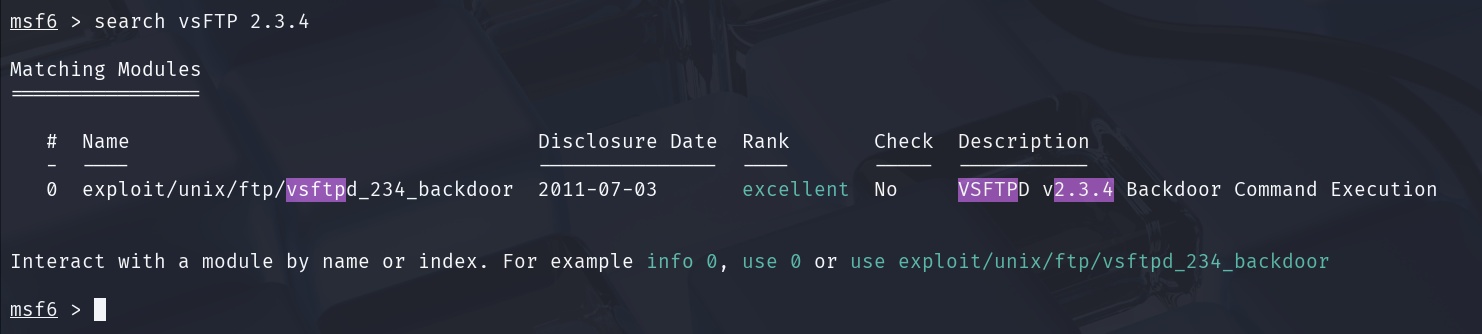 msf6 > search vsFTP 2.3.4
Matching Modules
================
# Name Disclosure Date Rank Check Description
- ---- --------------- ---- ----- -----------
0 exploit/unix/ftp/vsftpd_234_backdoor 2011-07-03 excellent No VSFTPD v2.3.4 Backdoor Command Execution
Interact with a module by name or index. For example info 0, use 0 or use exploit/unix/ftp/vsftpd_234_backdoor
msf6 >